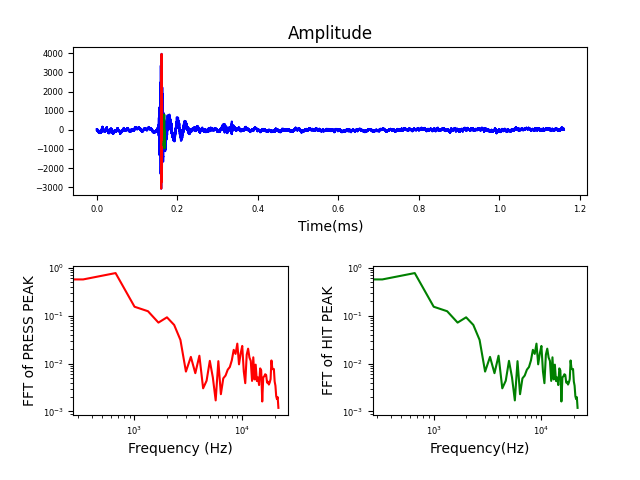 Amplitude
4000
3000
2000
1000
0
−1000
−2000
−3000
0.0 0.2 0.4 0.6 0.8 1.0 1.2
Time(ms)
FFT of PRESS PEAK
10⁰
10⁻¹
10⁻²
10⁻³
10³ 10⁴
Frequency (Hz)
FFT of HIT PEAK
10⁰
10⁻¹
10⁻²
10⁻³
10³ 10⁴
Frequency(Hz)